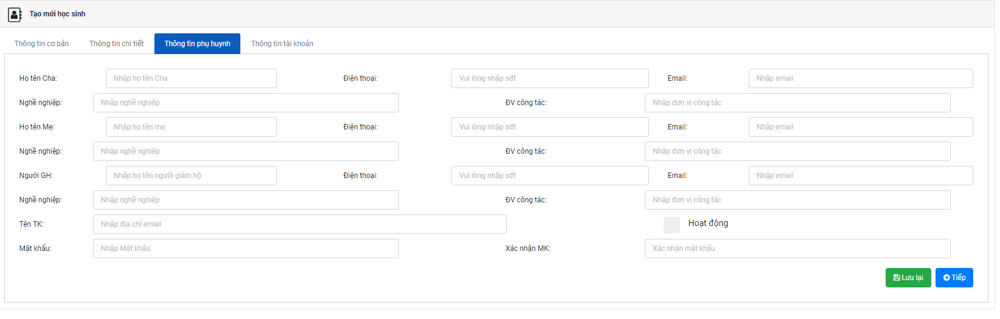 Tạo mới học sinh
Thông tin cơ bản Thông tin chi tiết Thông tin phụ huynh Thông tin tài khoản
Họ tên Cha: Nhập họ tên Cha Điện thoại: Vui lòng nhập sđt Email: Nhập email
Nghề nghiệp: Nhập nghề nghiệp ĐV công tác: Nhập đơn vị công tác
Họ tên Mẹ: Nhập họ tên mẹ Điện thoại: Vui lòng nhập sđt Email: Nhập email
Nghề nghiệp: Nhập nghề nghiệp ĐV công tác: Nhập đơn vị công tác
Người GH: Nhập họ tên người giám hộ Điện thoại: Vui lòng nhập sđt Email: Nhập email
Nghề nghiệp: Nhập nghề nghiệp ĐV công tác: Nhập đơn vị công tác
Tên TK: Nhập địa chỉ email Hoạt động
Mật khẩu: Nhập Mật khẩu Xác nhận MK: Xác nhận mật khẩu
Lưu lại Tiếp